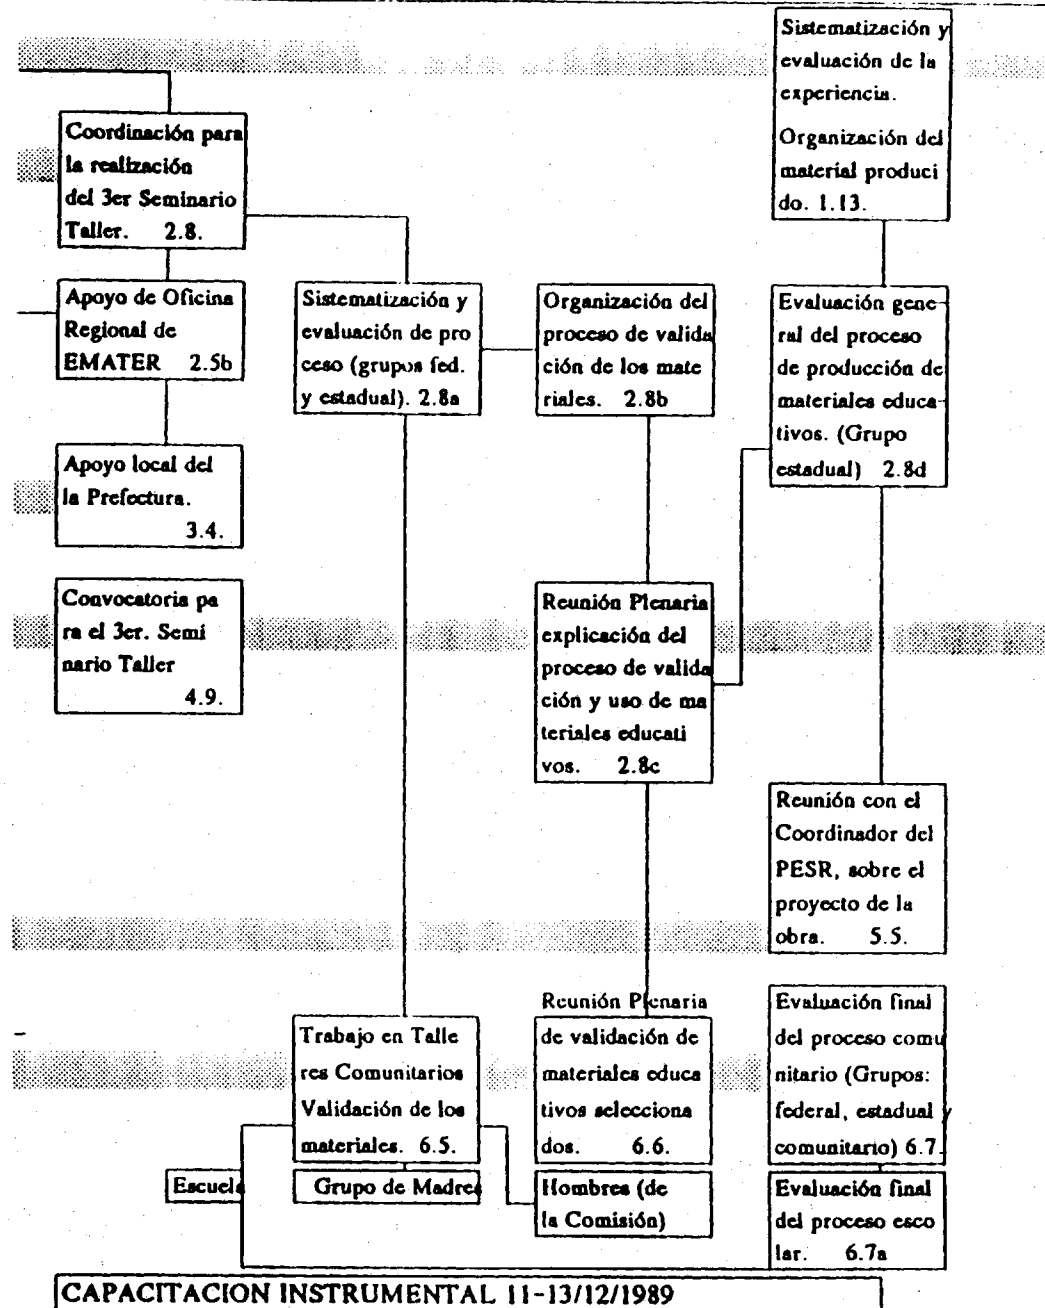 Sistematización y
evaluación de la
experiencia.
Organización del
material produci
do. 1.13.
Coordinación para
la realización
del 3er Seminario
Taller. 2.8.
Apoyo de Oficina
Regional de
EMATER 2.5b
Sistematización y
evaluación de pro
ceso (grupos fed.
y estadual). 2.8a
Organización del
proceso de valida
ción de los mate
riales. 2.8b
Evaluación gene-
ral del proceso
de producción de
materiales educa-
tivos. (Grupo
estadual) 2.8d
Apoyo local del
la Prefectura.
3.4.
Convocatoria pa
ra el 3er. Semi
nario Taller
4.9.
Reunión Plenaria
explicación del
proceso de valida
ción y uso de ma
teriales educati
vos. 2.8c
Reunión con el
Coordinador del
PESR, sobre el
proyecto de la
obra. 5.5.
Trabajo en Talle
res Comunitarios
Validación de los
materiales. 6.5.
Reunión Plenaria
de validación de
materiales educa
tivos selecciona
dos. 6.6.
Evaluación final
del proceso comu
nitario (Grupos:
federal, estadual y
comunitario) 6.7.
Escuela
Grupo de Madres
Hombres (de
la Comisión)
Evaluación final
del proceso esco
lar. 6.7a
CAPACITACION INSTRUMENTAL 11-13/12/1989